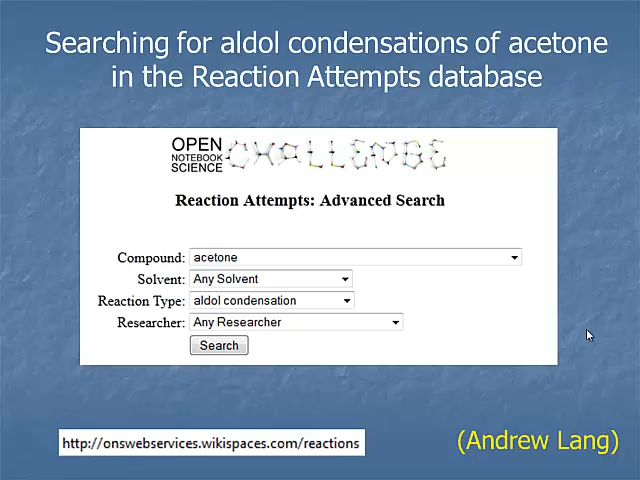 Searching for aldol condensations of acetone
in the Reaction Attempts database
OPEN
NOTEBOOK
SCIENCE
CHALLENGE
Reaction Attempts: Advanced Search
Compound: acetone
Solvent: Any Solvent
Reaction Type: aldol condensation
Researcher: Any Researcher
Search
http://onswebservices.wikispaces.com/reactions
(Andrew Lang)